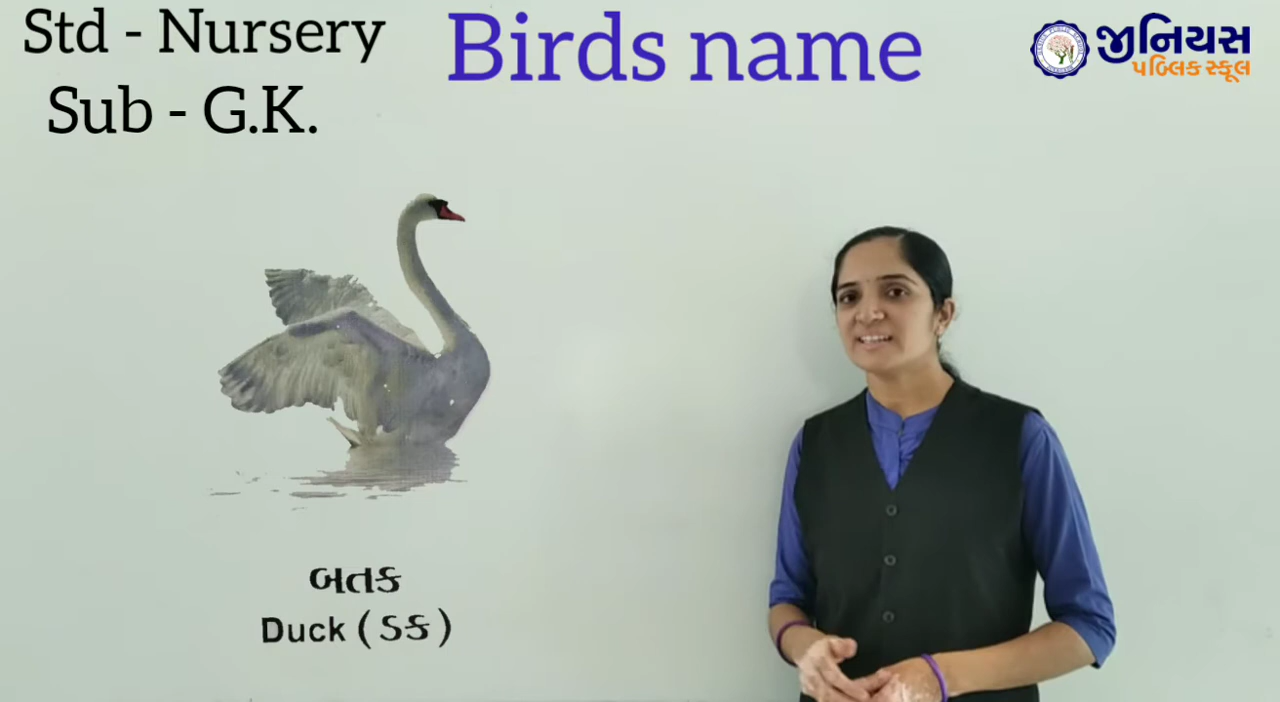 Std - Nursery
Sub - G.K.
Birds name
જીનિયસ
પબ્લિક સ્કૂલ
બતક
Duck ( ડક )